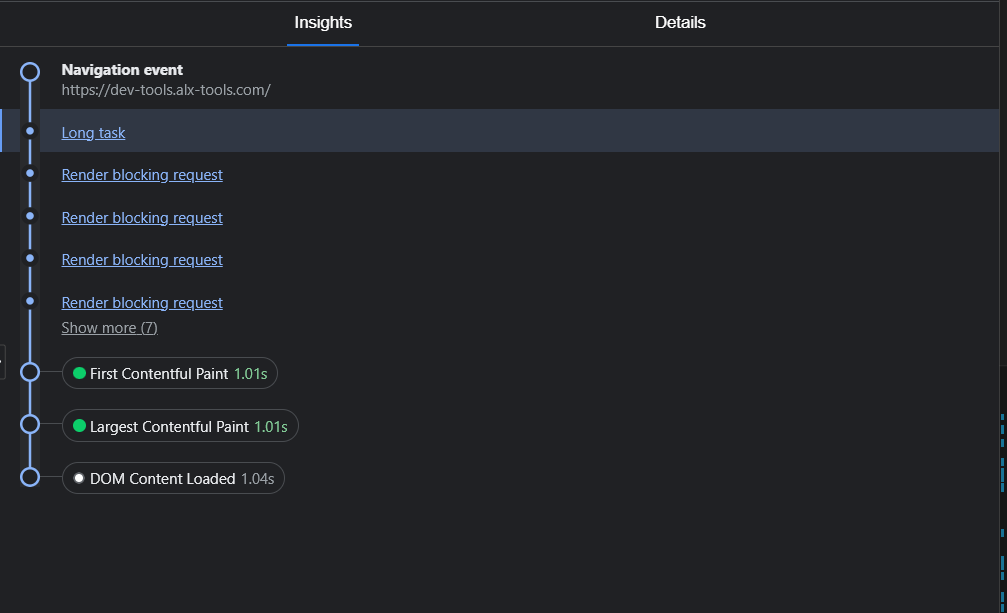 Insights
Details
Navigation event
https://dev-tools.alx-tools.com/
Long task
Render blocking request
Render blocking request
Render blocking request
Render blocking request
Show more (7)
First Contentful Paint 1.01s
Largest Contentful Paint 1.01s
DOM Content Loaded 1.04s